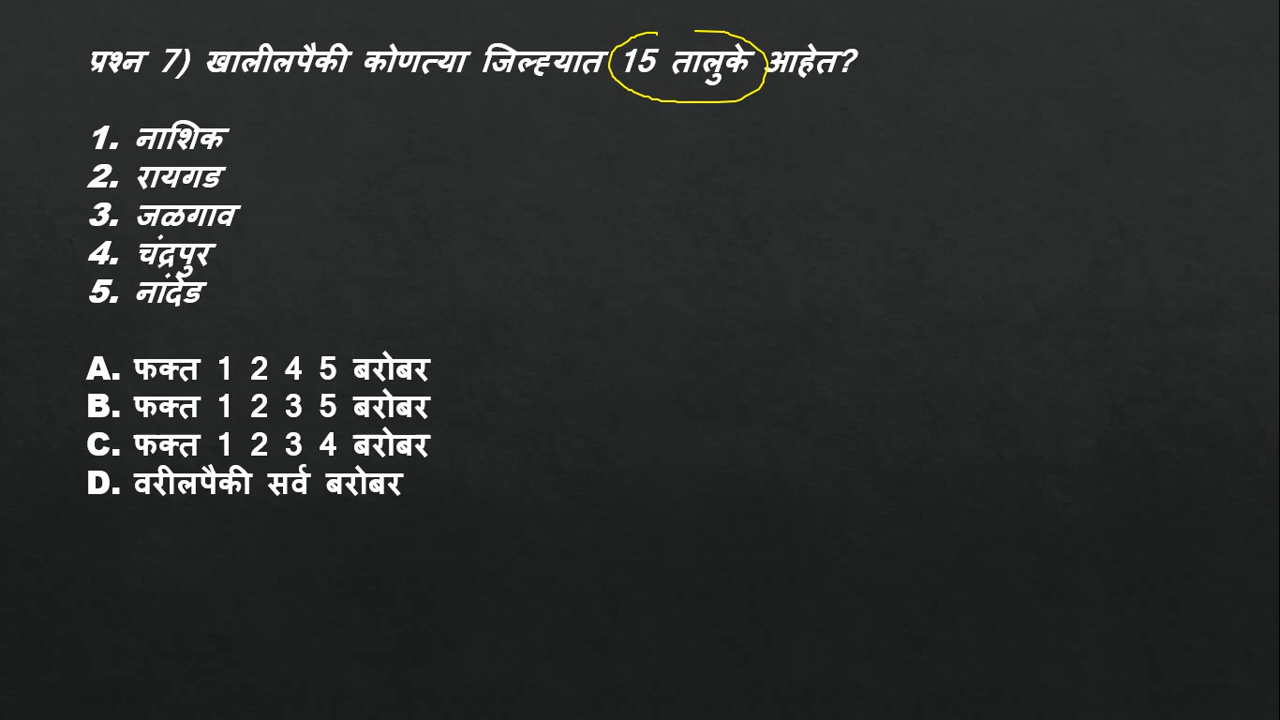 प्रश्न 7) खालीलपैकी कोणत्या जिल्ह्यात 15 तालुके आहेत?
1. नाशिक
2. रायगड
3. जळगाव
4. चंद्रपुर
5. नांदेड
A. फक्त 1 2 4 5 बरोबर
B. फक्त 1 2 3 5 बरोबर
C. फक्त 1 2 3 4 बरोबर
D. वरीलपैकी सर्व बरोबर